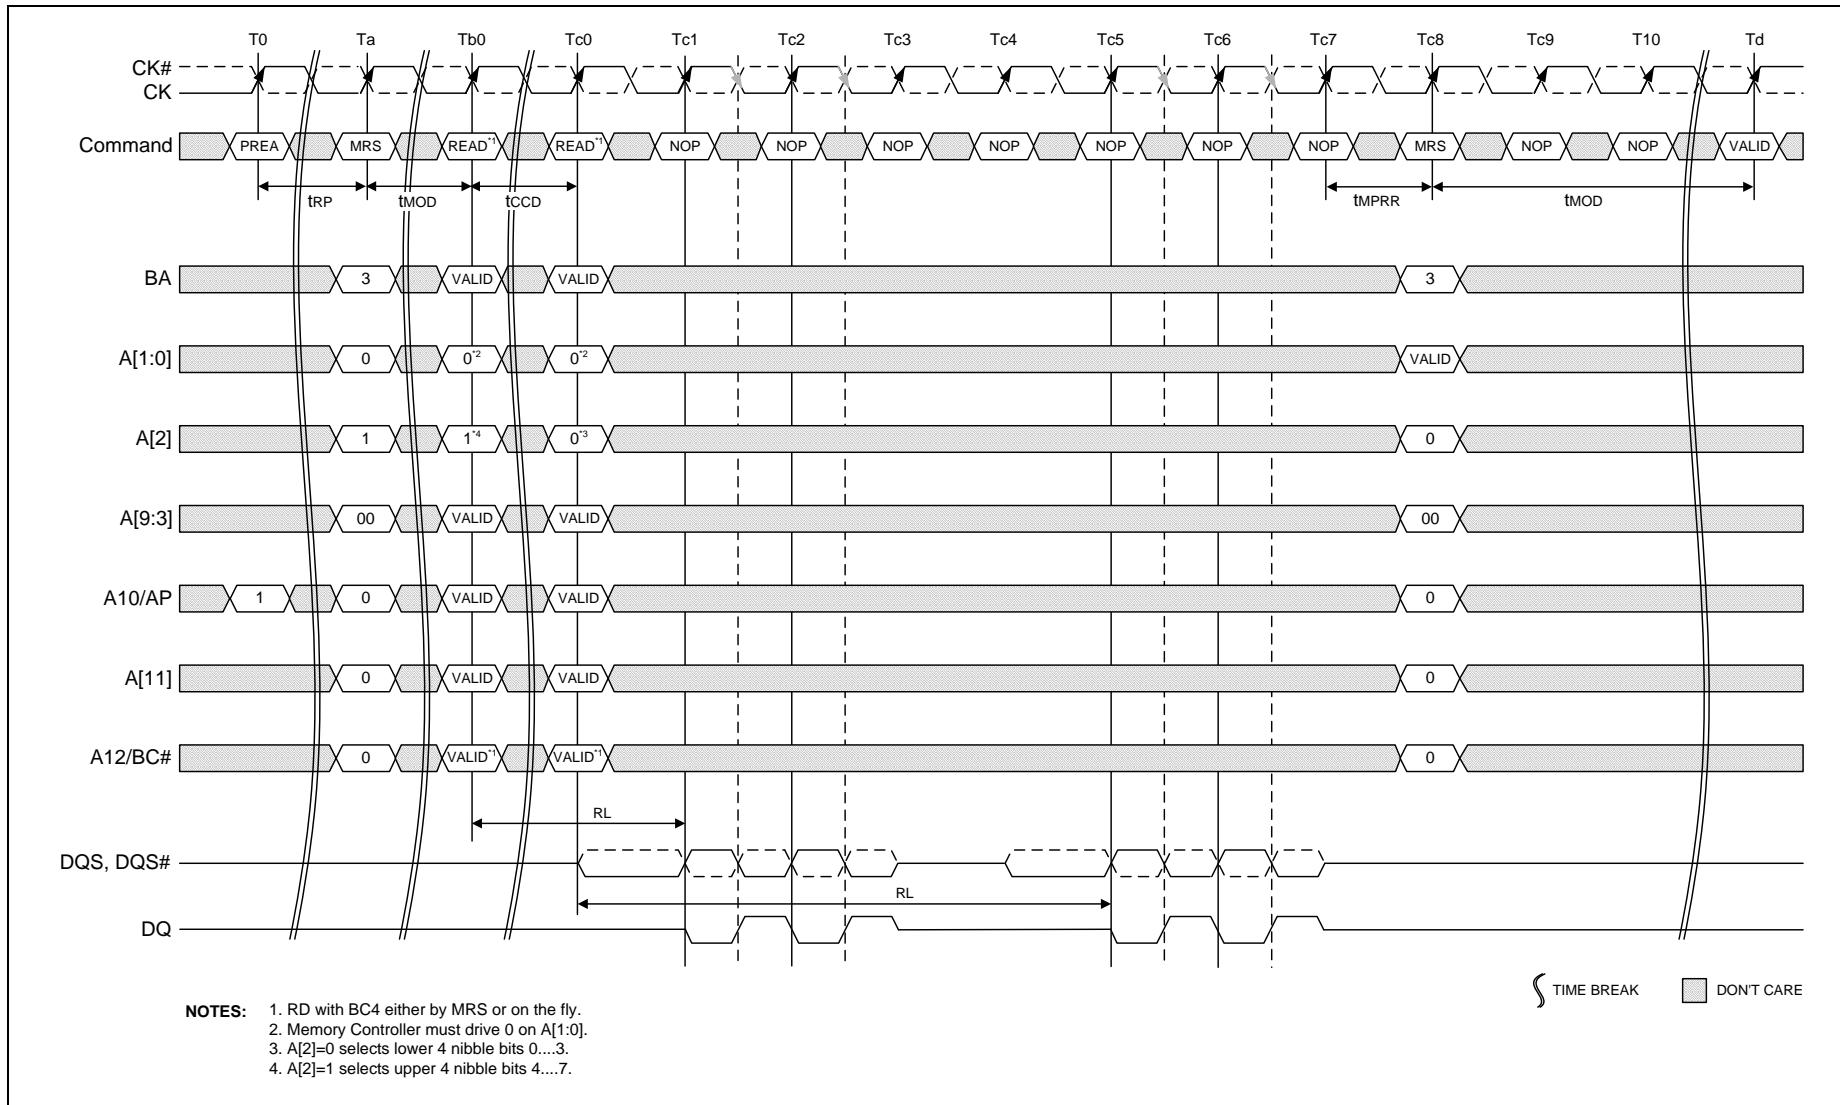 T0 Ta Tb0 Tc0 Tc1 Tc2 Tc3 Tc4 Tc5 Tc6 Tc7 Tc8 Tc9 T10 Td
CK#
CK
Command PREA MRS READ*1 READ*1 NOP NOP NOP NOP NOP NOP NOP MRS NOP NOP VALID
tRP tMOD tCCD tMPRR tMOD
BA 3 VALID VALID 3
A[1:0] 0 0*2 0*2 VALID
A[2] 1 1*4 0*3 0
A[9:3] 00 VALID VALID 00
A10/AP 1 0 VALID VALID 0
A[11] 0 VALID VALID 0
A12/BC# 0 VALID*1 VALID*1 0
RL
DQS, DQS#
RL
DQ
TIME BREAK DON'T CARE
NOTES: 1. RD with BC4 either by MRS or on the fly.
2. Memory Controller must drive 0 on A[1:0].
3. A[2]=0 selects lower 4 nibble bits 0....3.
4. A[2]=1 selects upper 4 nibble bits 4....7.